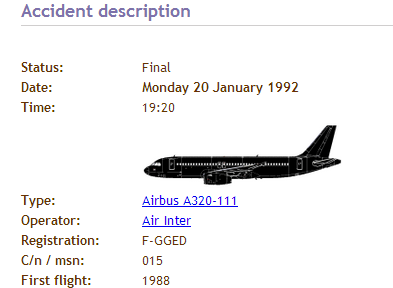 Accident description
Status: Final
Date: Monday 20 January 1992
Time: 19:20
Type: Airbus A320-111
Operator: Air Inter
Registration: F-GGED
C/n / msn: 015
First flight: 1988